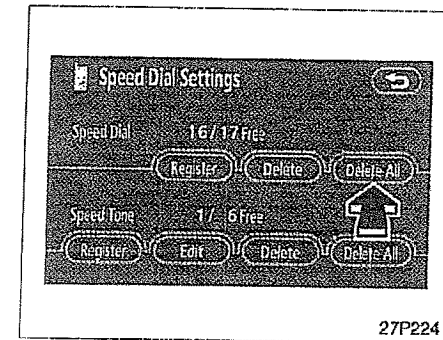 Speed Dial Settings
Speed Dial 16/17 Free
Register Delete Delete All
Speed Tone 1/ 6 Free
Register Edit Delete Delete All
27P224